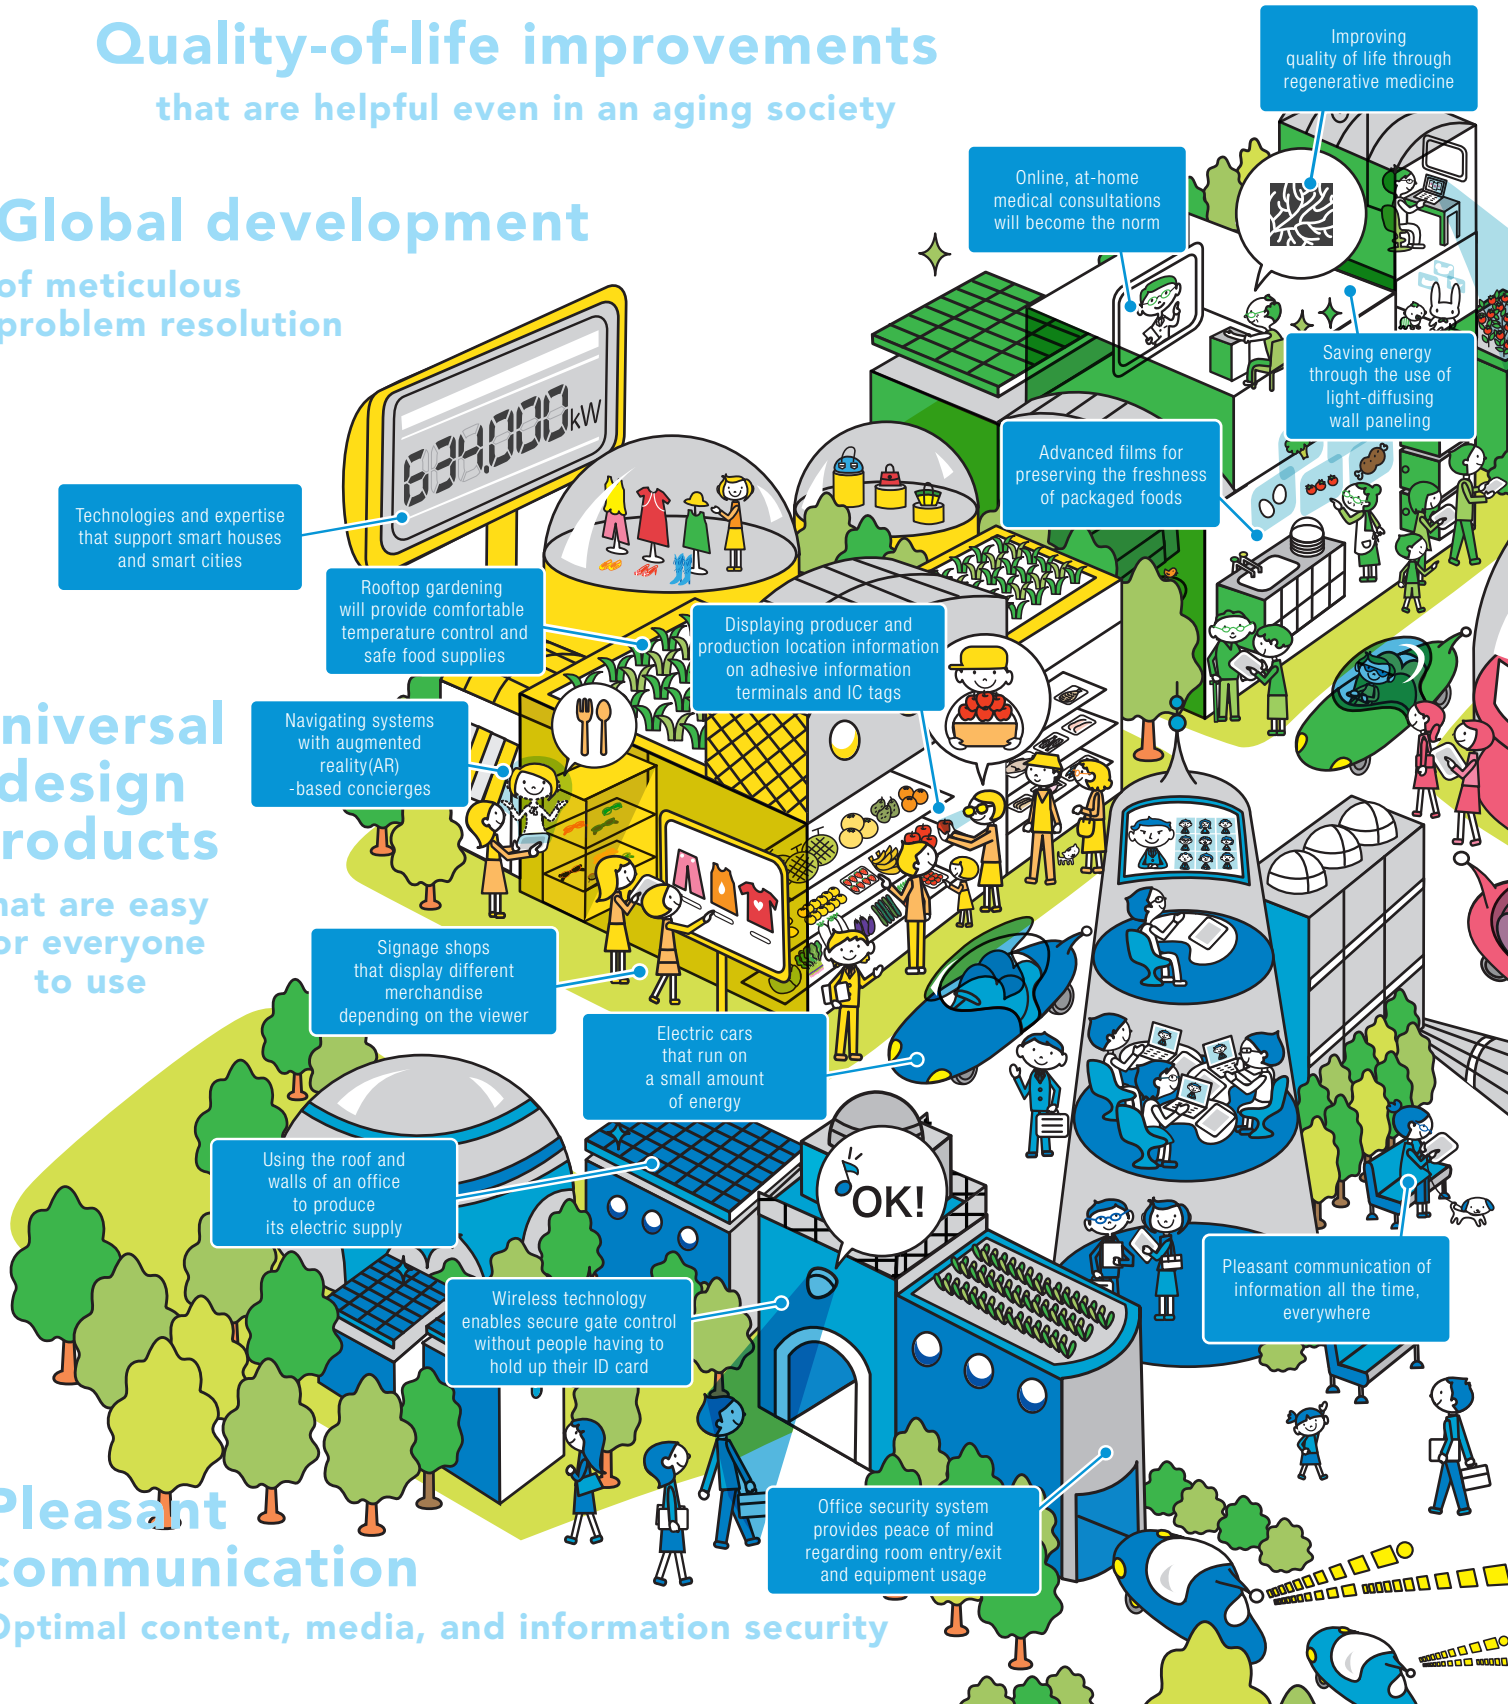 Quality-of-life improvements
that are helpful even in an aging society
Improving
quality of life through
regenerative medicine
Online, at-home
medical consultations
will become the norm
Global development
of meticulous
problem resolution
Saving energy
through the use of
light-diffusing
wall paneling
634,000kW
Advanced films for
preserving the freshness
of packaged foods
Technologies and expertise
that support smart houses
and smart cities
Rooftop gardening
will provide comfortable
temperature control and
safe food supplies
Displaying producer and
production location information
on adhesive information
terminals and IC tags
Navigating systems
with augmented
reality(AR)
-based concierges
niversal
design
roducts
hat are easy
or everyone
to use
Signage shops
that display different
merchandise
depending on the viewer
Electric cars
that run on
a small amount
of energy
Using the roof and
walls of an office
to produce
its electric supply
OK!
Wireless technology
enables secure gate control
without people having to
hold up their ID card
Pleasant communication of
information all the time,
everywhere
Office security system
provides peace of mind
regarding room entry/exit
and equipment usage
Pleasant
communication
Optimal content, media, and information security